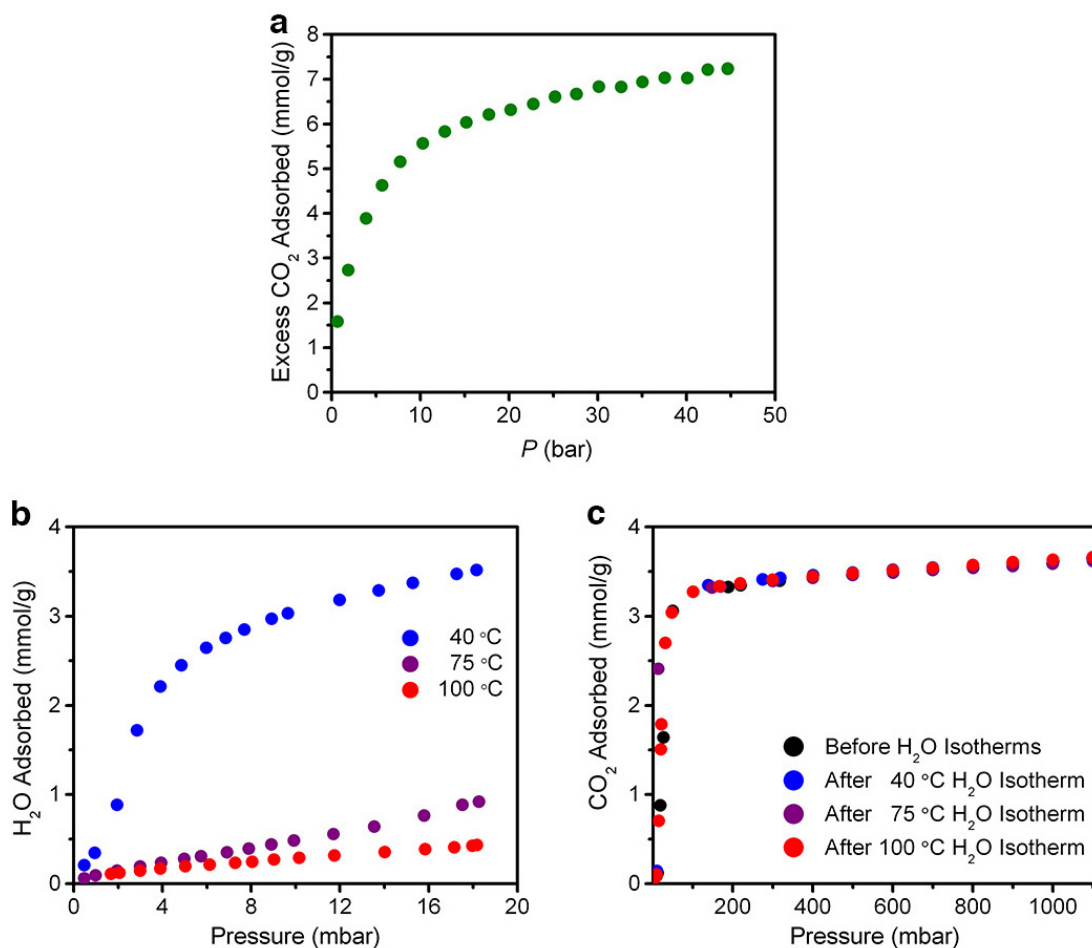 a
8
7
6
5
4
3
2
1
0
Excess CO₂ Adsorbed (mmol/g)
0 10 20 30 40 50
P (bar)
b
4
3
2
1
0
H₂O Adsorbed (mmol/g)
40 °C
75 °C
100 °C
0 4 8 12 16 20
Pressure (mbar)
c
4
3
2
1
0
CO₂ Adsorbed (mmol/g)
Before H₂O Isotherms
After 40 °C H₂O Isotherm
After 75 °C H₂O Isotherm
After 100 °C H₂O Isotherm
200 400 600 800 1000
Pressure (mbar)